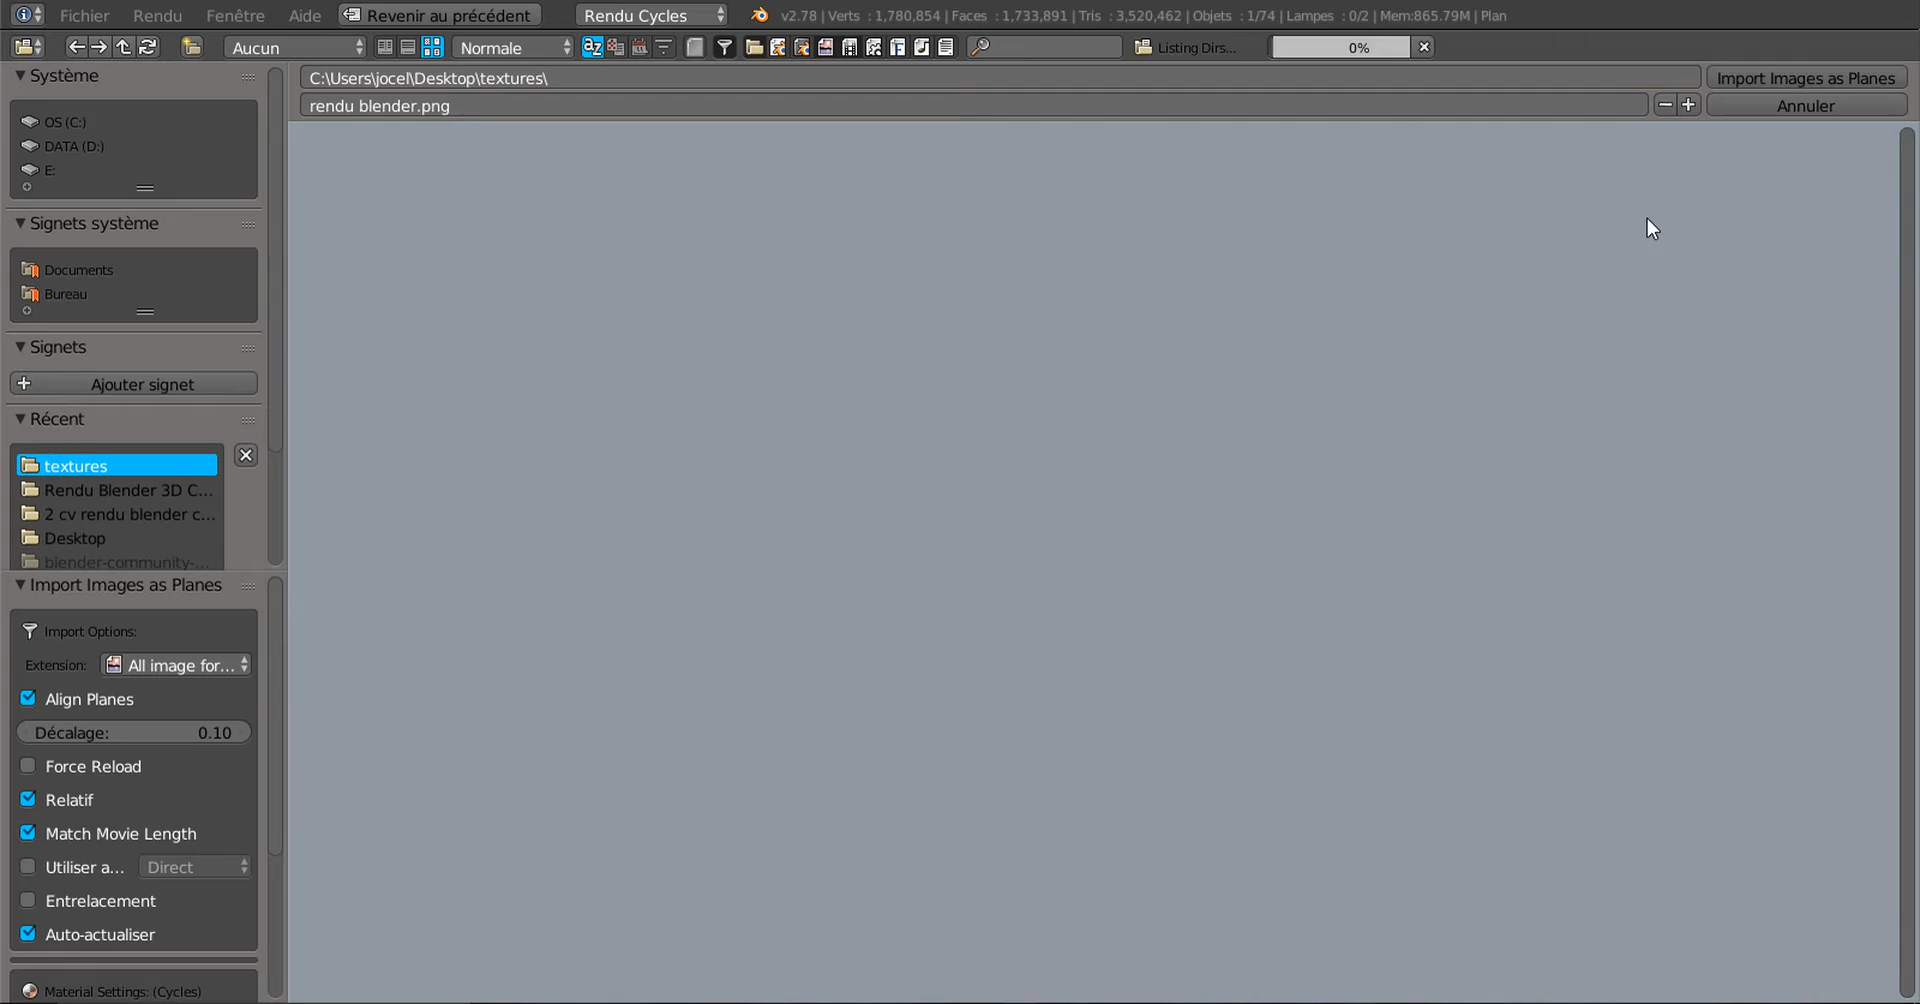 Fichier Rendu Fenêtre Aide Revenir au précédent Rendu Cycles v2.78 | Verts : 1,780,854 | Faces : 1,733,891 | Tris : 3,520,462 | Objets : 1/74 | Lampes : 0/2 | Mem:865.79M | Plan
Aucun Normale Listing Dirs... 0%
Système
OS (C:)
DATA (D:)
E:
Signets système
Documents
Bureau
Signets
Ajouter signet
Récent
textures
Rendu Blender 3D C...
2 cv rendu blender c...
Desktop
blender-community-...
Import Images as Planes
Import Options:
Extension: All image for...
Align Planes
Décalage: 0.10
Force Reload
Relatif
Match Movie Length
Utiliser a... Direct
Entrelacement
Auto-actualiser
Material Settings: (Cycles)
C:\Users\jocel\Desktop\textures\ Import Images as Planes
rendu blender.png Annuler